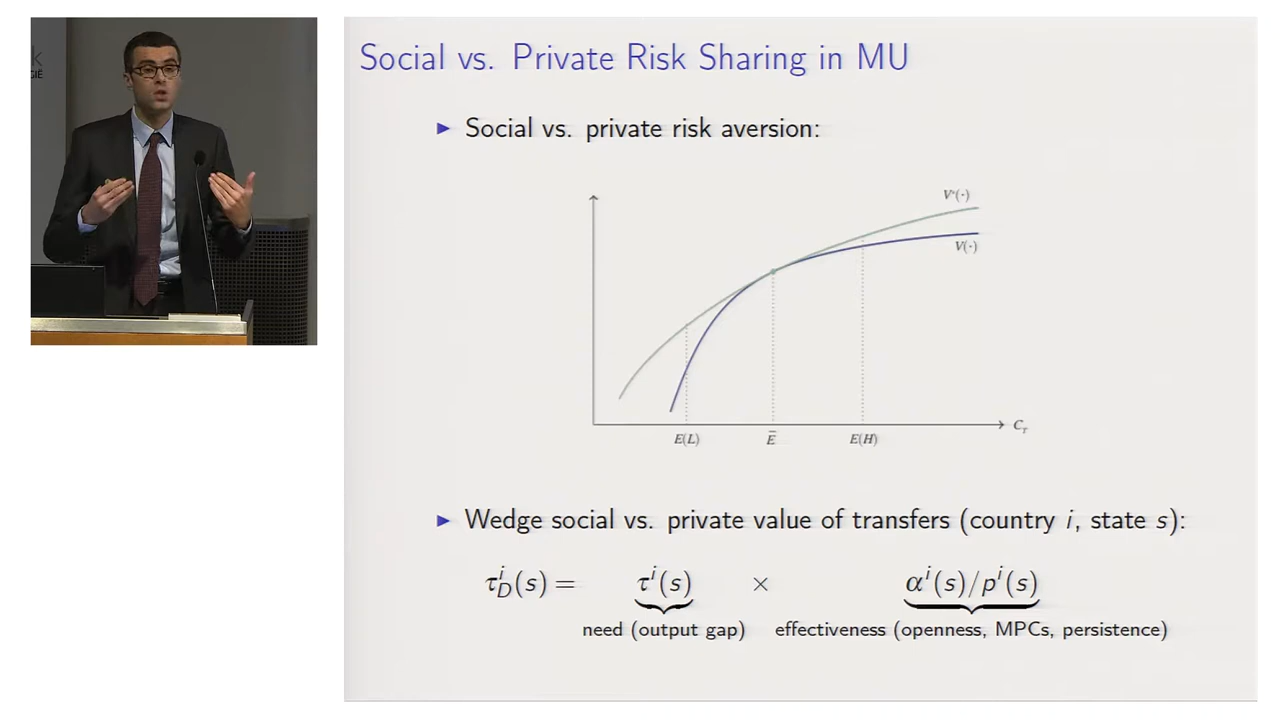 k
GIË
Social vs. Private Risk Sharing in MU
▶ Social vs. private risk aversion:
V*(·)
V(·)
E(L)
Ē
E(H)
C_T
▶ Wedge social vs. private value of transfers (country i, state s):
τ^i_D(s) = τ^i(s) × α^i(s)/p^i(s)
need (output gap) effectiveness (openness, MPCs, persistence)